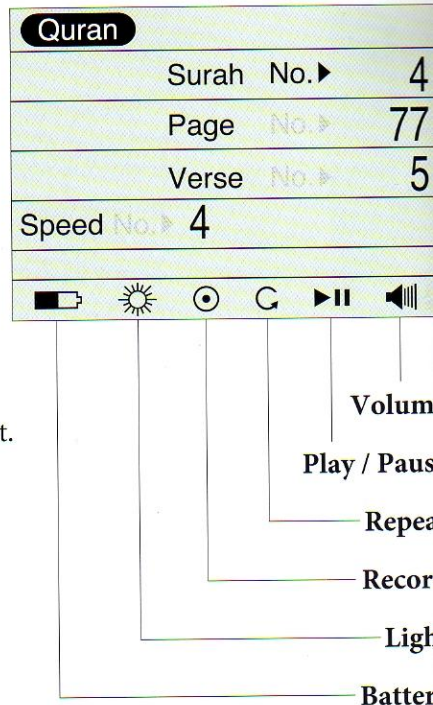 Quran
Surah No. 4
Page No. 77
Verse No. 5
Speed No. 4
t.
Volum
Play / Paus
Repea
Recor
Ligh
Batter